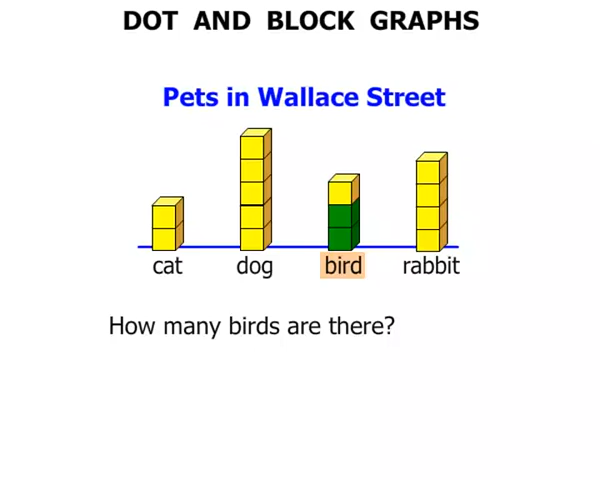 DOT AND BLOCK GRAPHS
Pets in Wallace Street
cat dog bird rabbit
How many birds are there?